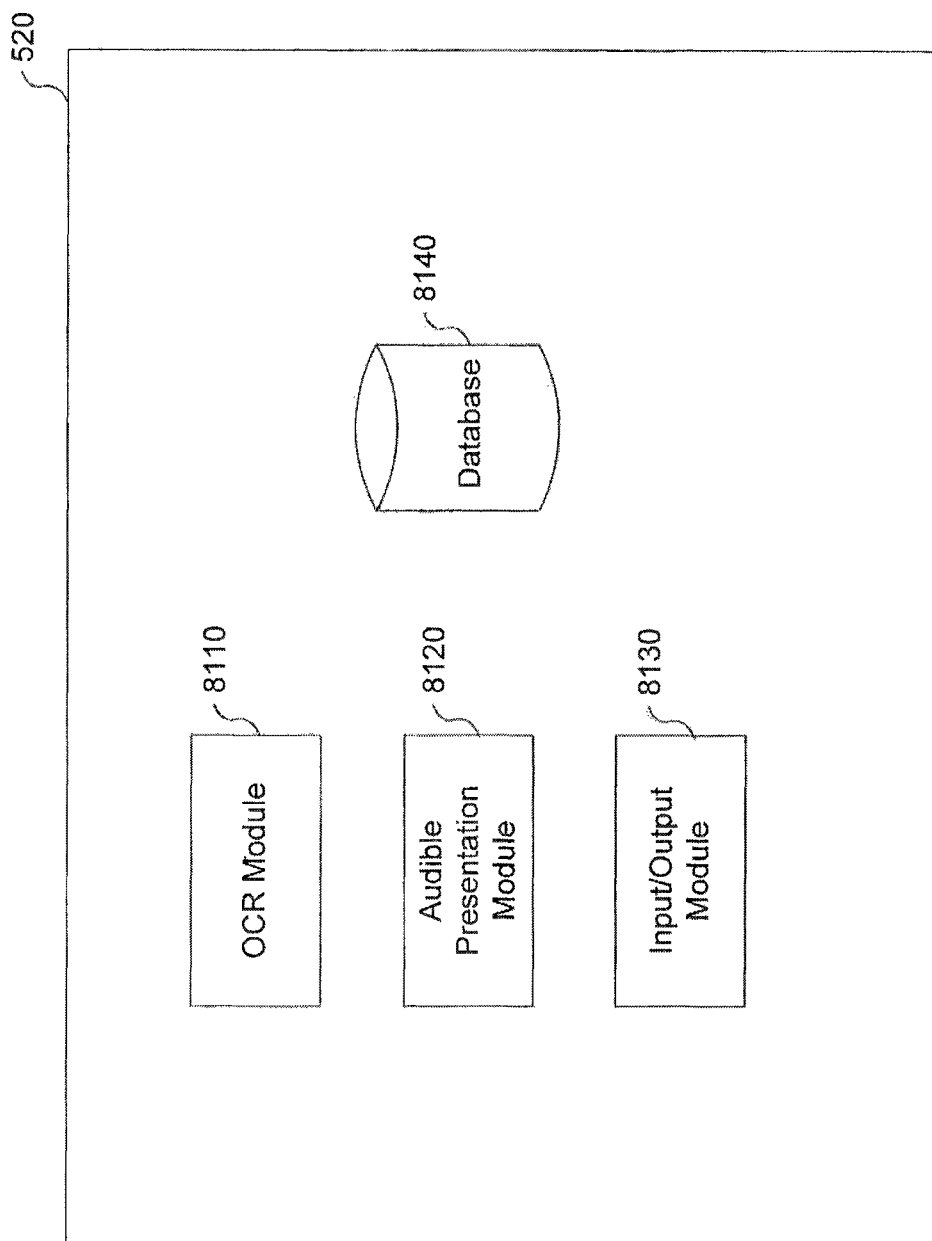 520
8110
OCR Module
8120
Audible
Presentation
Module
8130
Input/Output
Module
8140
Database